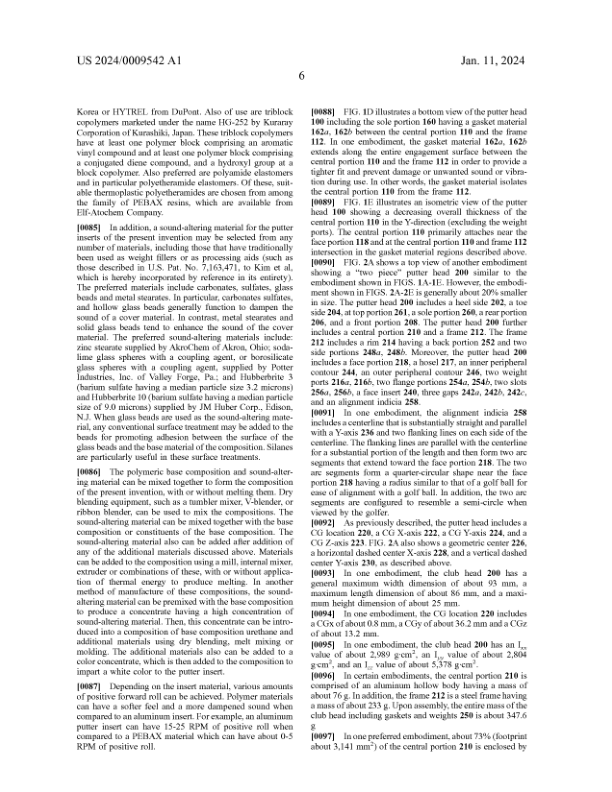 US 2024/0009542 A1
Jan. 11, 2024
6
Korea or HYTREL from DuPont. Also of use are triblock
copolymers marketed under the name HG-252 by Kuraray
Corporation of Kurashiki, Japan. These triblock copolymers
have at least one polymer block comprising an aromatic
vinyl compound and at least one polymer block comprising
a conjugated diene compound, and a hydroxyl group at a
block copolymer. Also preferred are polyamide elastomers
and in particular polyetheramide elastomers. Of these, suit-
able thermoplastic polyetheramides are chosen from among
the family of PEBAX resins, which are available from
Elf-Atochem Company.
[0085] In addition, a sound-altering material for the putter
inserts of the present invention may be selected from any
number of materials, including those that have traditionally
been used as weight fillers or as processing aids (such as
those described in U.S. Pat. No. 7,163,471, to Kim et al,
which is hereby incorporated by reference in its entirety).
The preferred materials include carbonates, sulfates, glass
beads and metal stearates. In particular, carbonates sulfates,
and hollow glass beads generally function to dampen the
sound of a cover material. In contrast, metal stearates and
solid glass beads tend to enhance the sound of the cover
material. The preferred sound-altering materials include:
zinc stearate supplied by AkroChem of Akron, Ohio; soda-
lime glass spheres with a coupling agent, or borosilicate
glass spheres with a coupling agent, supplied by Potter
Industries, Inc. of Valley Forge, Pa.; and Hubberbrite 3
(barium sulfate having a median particle size 3.2 microns)
and Hubberbrite 10 (barium sulfate having a median particle
size of 9.0 microns) supplied by JM Huber Corp., Edison,
N.J. When glass beads are used as the sound-altering mate-
rial, any conventional surface treatment may be added to the
beads for promoting adhesion between the surface of the
glass beads and the base material of the composition. Silanes
are particularly useful in these surface treatments.
[0086] The polymeric base composition and sound-alter-
ing material can be mixed together to form the composition
of the present invention, with or without melting them. Dry
blending equipment, such as a tumbler mixer, V-blender, or
ribbon blender, can be used to mix the compositions. The
sound-altering material can be mixed together with the base
composition or constituents of the base composition. The
sound-altering material also can be added after addition of
any of the additional materials discussed above. Materials
can be added to the composition using a mill, internal mixer,
extruder or combinations of these, with or without applica-
tion of thermal energy to produce melting. In another
method of manufacture of these compositions, the sound-
altering material can be premixed with the base composition
to produce a concentrate having a high concentration of
sound-altering material. Then, this concentrate can be intro-
duced into a composition of base composition urethane and
additional materials using dry blending, melt mixing or
molding. The additional materials also can be added to a
color concentrate, which is then added to the composition to
impart a white color to the putter insert.
[0087] Depending on the insert material, various amounts
of positive forward roll can be achieved. Polymer materials
can have a softer feel and a more dampened sound when
compared to an aluminum insert. For example, an aluminum
putter insert can have 15-25 RPM of positive roll when
compared to a PEBAX material which can have about 0-5
RPM of positive roll.
[0088] FIG. 1D illustrates a bottom view of the putter head
100 including the sole portion 160 having a gasket material
162a, 162b between the central portion 110 and the frame
112. In one embodiment, the gasket material 162a, 162b
extends along the entire engagement surface between the
central portion 110 and the frame 112 in order to provide a
tighter fit and prevent damage or unwanted sound or vibra-
tion during use. In other words, the gasket material isolates
the central portion 110 from the frame 112.
[0089] FIG. 1E illustrates an isometric view of the putter
head 100 showing a decreasing overall thickness of the
central portion 110 in the Y-direction (excluding the weight
ports). The central portion 110 primarily attaches near the
face portion 118 and at the central portion 110 and frame 112
intersection in the gasket material regions described above.
[0090] FIG. 2A shows a top view of another embodiment
showing a "two piece" putter head 200 similar to the
embodiment shown in FIGS. 1A-1E. However, the embodi-
ment shown in FIGS. 2A-2E is generally about 20% smaller
in size. The putter head 200 includes a heel side 202, a toe
side 204, at top portion 261, a sole portion 260, a rear portion
206, and a front portion 208. The putter head 200 further
includes a central portion 210 and a frame 212. The frame
212 includes a rim 214 having a back portion 252 and two
side portions 248a, 248b. Moreover, the putter head 200
includes a face portion 218, a hosel 217, an inner peripheral
contour 244, an outer peripheral contour 246, two weight
ports 216a, 216b, two flange portions 254a, 254b, two slots
256a, 256b, a face insert 240, three gaps 242a, 242b, 242c,
and an alignment indicia 258.
[0091] In one embodiment, the alignment indicia 258
includes a centerline that is substantially straight and parallel
with a Y-axis 236 and two flanking lines on each side of the
centerline. The flanking lines are parallel with the centerline
for a substantial portion of the length and then form two arc
segments that extend toward the face portion 218. The two
arc segments form a quarter-circular shape near the face
portion 218 having a radius similar to that of a golf ball for
ease of alignment with a golf ball. In addition, the two arc
segments are configured to resemble a semi-circle when
viewed by the golfer.
[0092] As previously described, the putter head includes a
CG location 220, a CG X-axis 222, a CG Y-axis 224, and a
CG Z-axis 223. FIG. 2A also shows a geometric center 226,
a horizontal dashed center X-axis 228, and a vertical dashed
center Y-axis 230, as described above.
[0093] In one embodiment, the club head 200 has a
general maximum width dimension of about 93 mm, a
maximum length dimension of about 86 mm, and a maxi-
mum height dimension of about 25 mm.
[0094] In one embodiment, the CG location 220 includes
a CGx of about 0.8 mm, a CGy of about 36.2 mm and a CGz
of about 13.2 mm.
[0095] In one embodiment, the club head 200 has an Ixx
value of about 2,989 g·cm², an Iyy value of about 2,804
g·cm², and an Izz value of about 5,378 g·cm².
[0096] In certain embodiments, the central portion 210 is
comprised of an aluminum hollow body having a mass of
about 76 g. In addition, the frame 212 is a steel frame having
a mass of about 233 g. Upon assembly, the entire mass of the
club head including gaskets and weights 250 is about 347.6
g
[0097] In one preferred embodiment, about 73% (footprint
about 3,141 mm²) of the central portion 210 is enclosed by